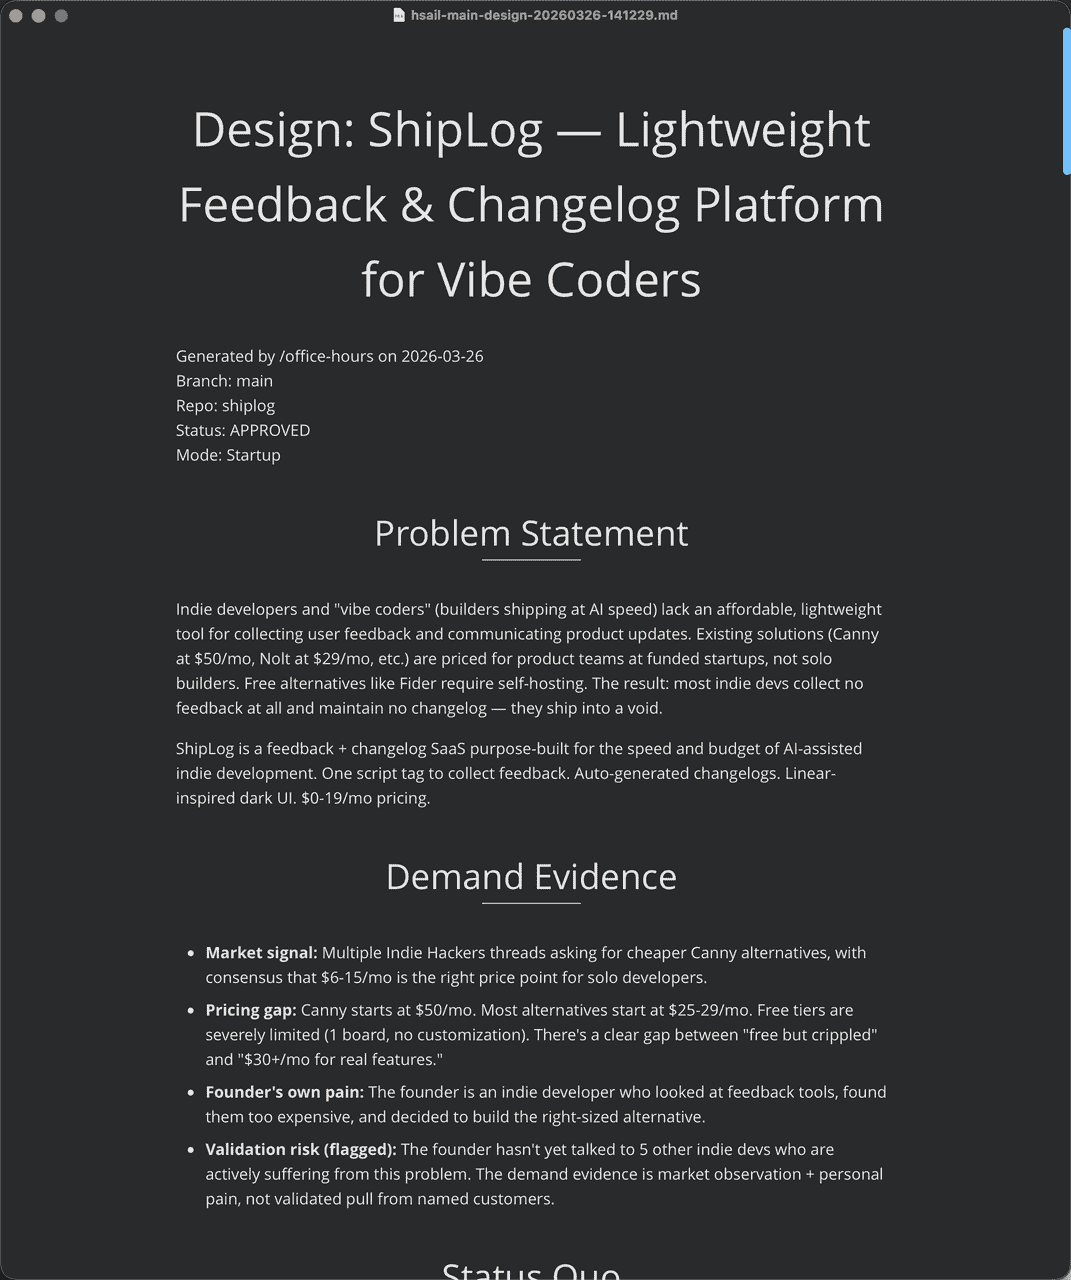 hsail-main-design-20260326-141229.md
Design: ShipLog — Lightweight
Feedback & Changelog Platform
for Vibe Coders
Generated by /office-hours on 2026-03-26
Branch: main
Repo: shiplog
Status: APPROVED
Mode: Startup
Problem Statement
Indie developers and "vibe coders" (builders shipping at AI speed) lack an affordable, lightweight
tool for collecting user feedback and communicating product updates. Existing solutions (Canny
at $50/mo, Nolt at $29/mo, etc.) are priced for product teams at funded startups, not solo
builders. Free alternatives like Fider require self-hosting. The result: most indie devs collect no
feedback at all and maintain no changelog — they ship into a void.
ShipLog is a feedback + changelog SaaS purpose-built for the speed and budget of AI-assisted
indie development. One script tag to collect feedback. Auto-generated changelogs. Linear-
inspired dark UI. $0-19/mo pricing.
Demand Evidence
• Market signal: Multiple Indie Hackers threads asking for cheaper Canny alternatives, with
consensus that $6-15/mo is the right price point for solo developers.
• Pricing gap: Canny starts at $50/mo. Most alternatives start at $25-29/mo. Free tiers are
severely limited (1 board, no customization). There's a clear gap between "free but crippled"
and "$30+/mo for real features."
• Founder's own pain: The founder is an indie developer who looked at feedback tools, found
them too expensive, and decided to build the right-sized alternative.
• Validation risk (flagged): The founder hasn't yet talked to 5 other indie devs who are
actively suffering from this problem. The demand evidence is market observation + personal
pain, not validated pull from named customers.
Status Quo